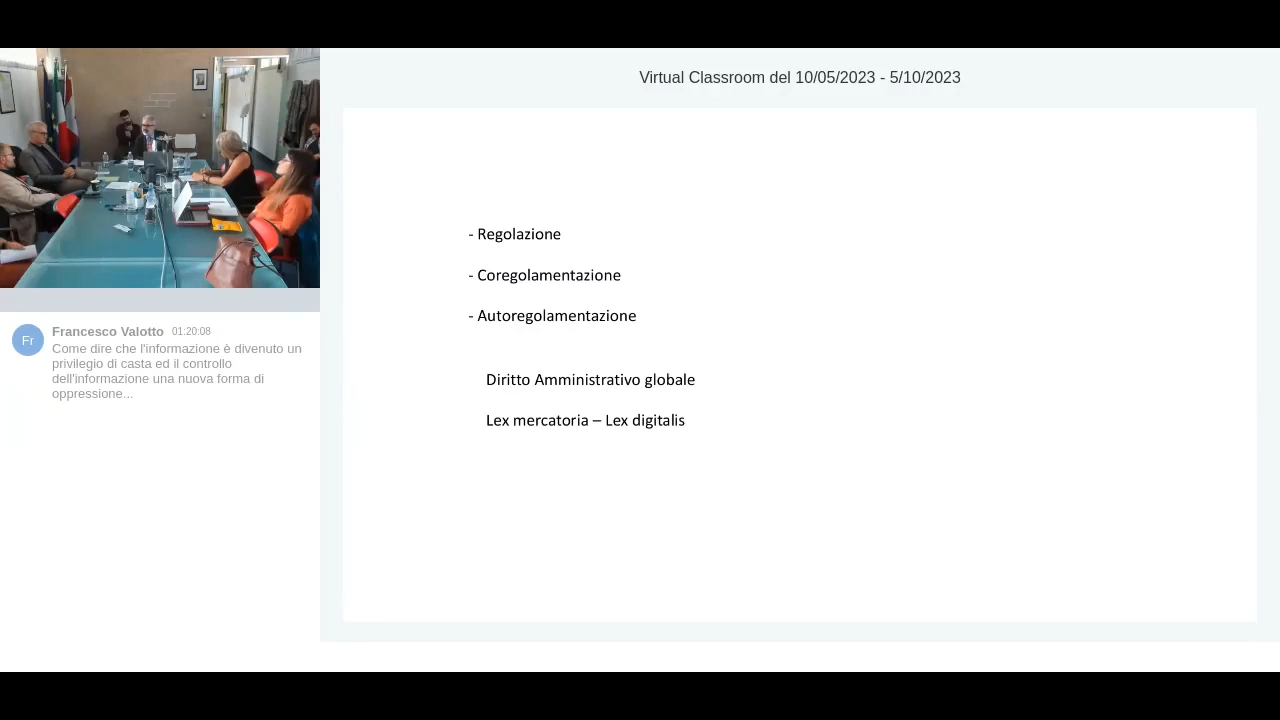 Virtual Classroom del 10/05/2023 - 5/10/2023
- Regolazione
- Coregolamentazione
- Autoregolamentazione
Diritto Amministrativo globale
Lex mercatoria – Lex digitalis
Fr
Francesco Valotto 01:20:08
Come dire che l'informazione è divenuto un
privilegio di casta ed il controllo
dell'informazione una nuova forma di
oppressione...